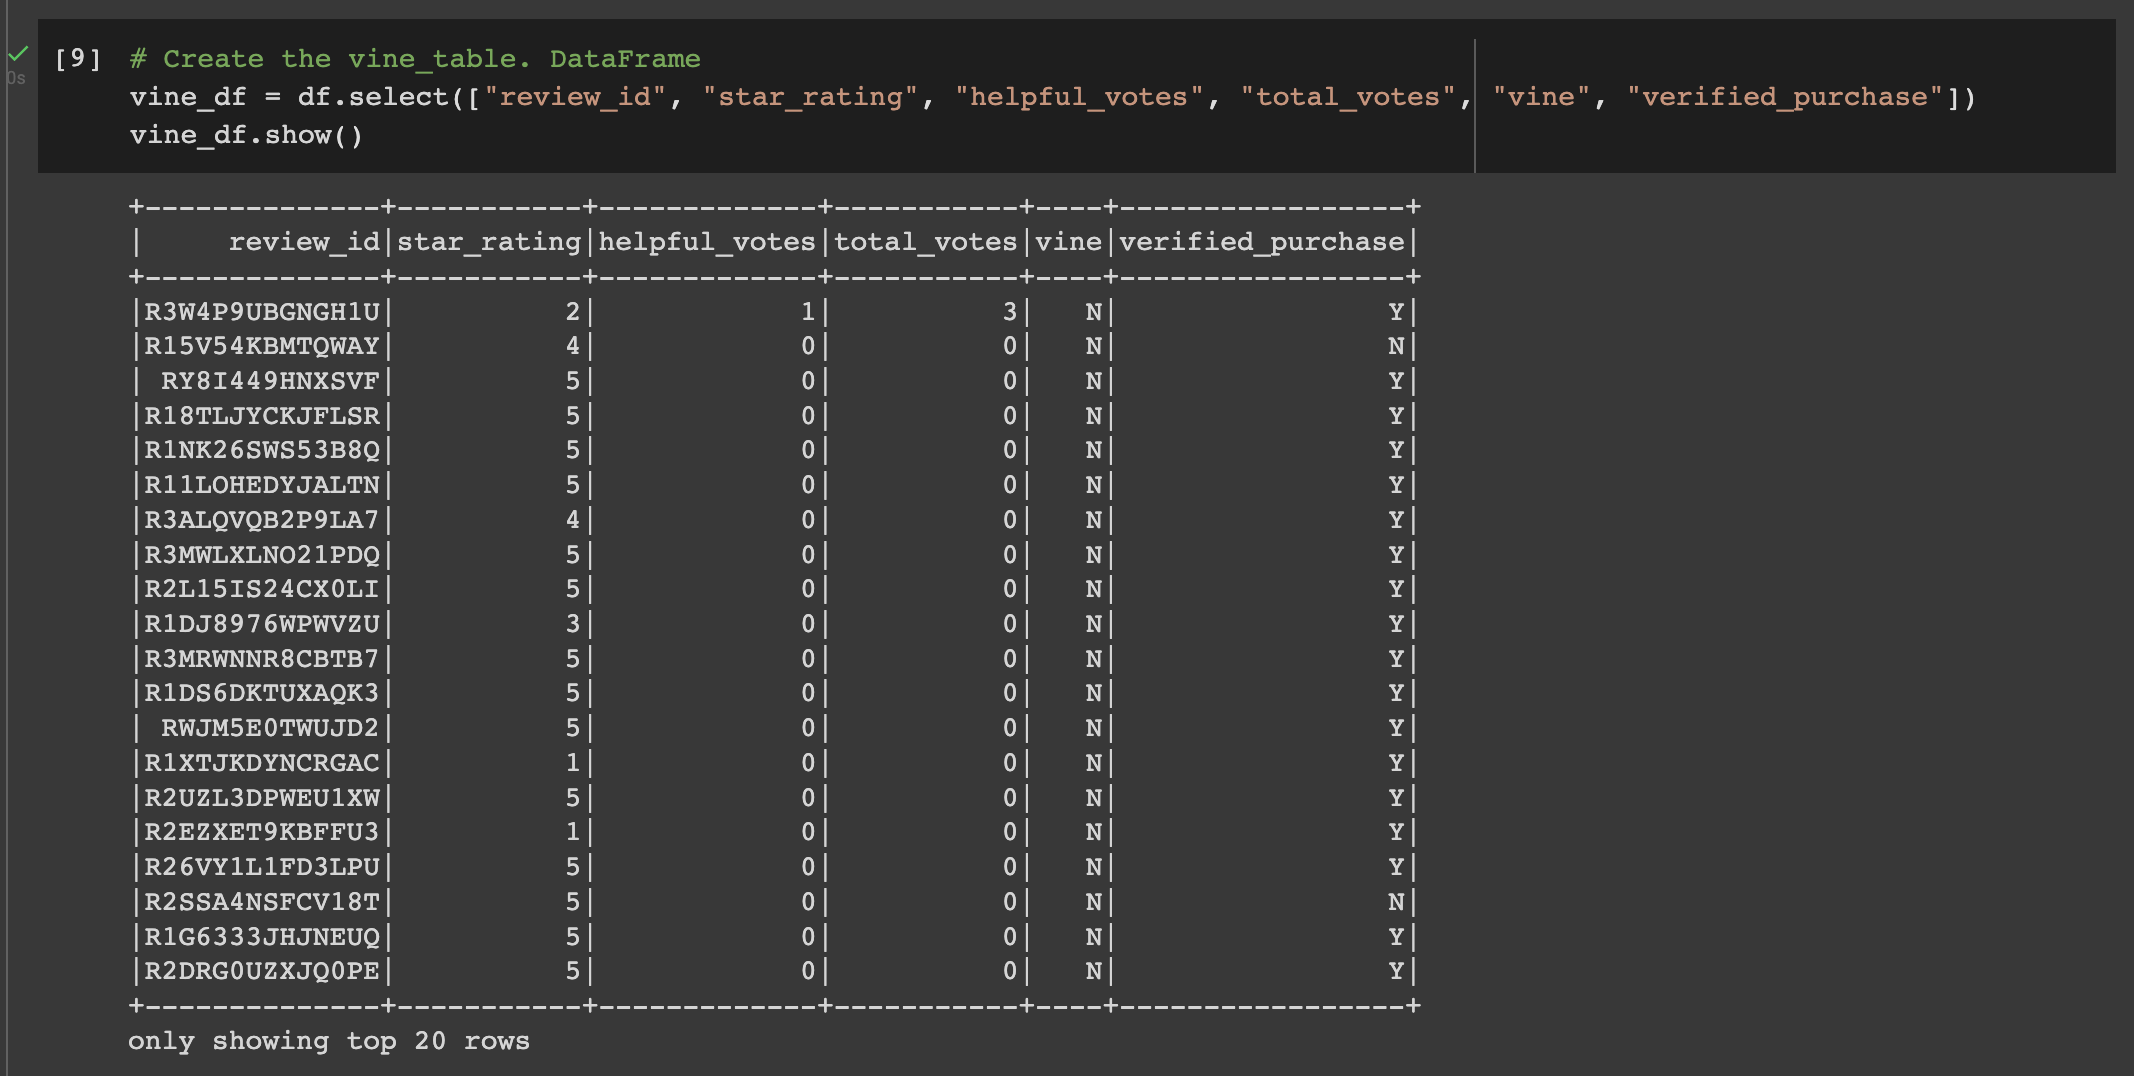 [9] # Create the vine_table. DataFrame
vine_df = df.select(["review_id", "star_rating", "helpful_votes", "total_votes", "vine", "verified_purchase"])
0s
vine_df.show()
+--------------+-----------+-------------+-----------+----+-----------------+
|     review_id|star_rating|helpful_votes|total_votes|vine|verified_purchase|
+--------------+-----------+-------------+-----------+----+-----------------+
|R3W4P9UBGNGH1U|          2|            1|          3|   N|                Y|
|R15V54KBMTQWAY|          4|            0|          0|   N|                N|
| RY8I449HNXSVF|          5|            0|          0|   N|                Y|
|R18TLJYCKJFLSR|          5|            0|          0|   N|                Y|
|R1NK26SWS53B8Q|          5|            0|          0|   N|                Y|
|R11LOHEDYJALTN|          5|            0|          0|   N|                Y|
|R3ALQVQB2P9LA7|          4|            0|          0|   N|                Y|
|R3MWLXLNO21PDQ|          5|            0|          0|   N|                Y|
|R2L15IS24CX0LI|          5|            0|          0|   N|                Y|
|R1DJ8976WPWVZU|          3|            0|          0|   N|                Y|
|R3MRWNNR8CBTB7|          5|            0|          0|   N|                Y|
|R1DS6DKTUXAQK3|          5|            0|          0|   N|                Y|
| RWJM5E0TWUJD2|          5|            0|          0|   N|                Y|
|R1XTJKDYNCRGAC|          1|            0|          0|   N|                Y|
|R2UZL3DPWEU1XW|          5|            0|          0|   N|                Y|
|R2EZXET9KBFFU3|          1|            0|          0|   N|                Y|
|R26VY1L1FD3LPU|          5|            0|          0|   N|                Y|
|R2SSA4NSFCV18T|          5|            0|          0|   N|                N|
|R1G6333JHJNEUQ|          5|            0|          0|   N|                Y|
|R2DRG0UZXJQ0PE|          5|            0|          0|   N|                Y|
+--------------+-----------+-------------+-----------+----+-----------------+
only showing top 20 rows